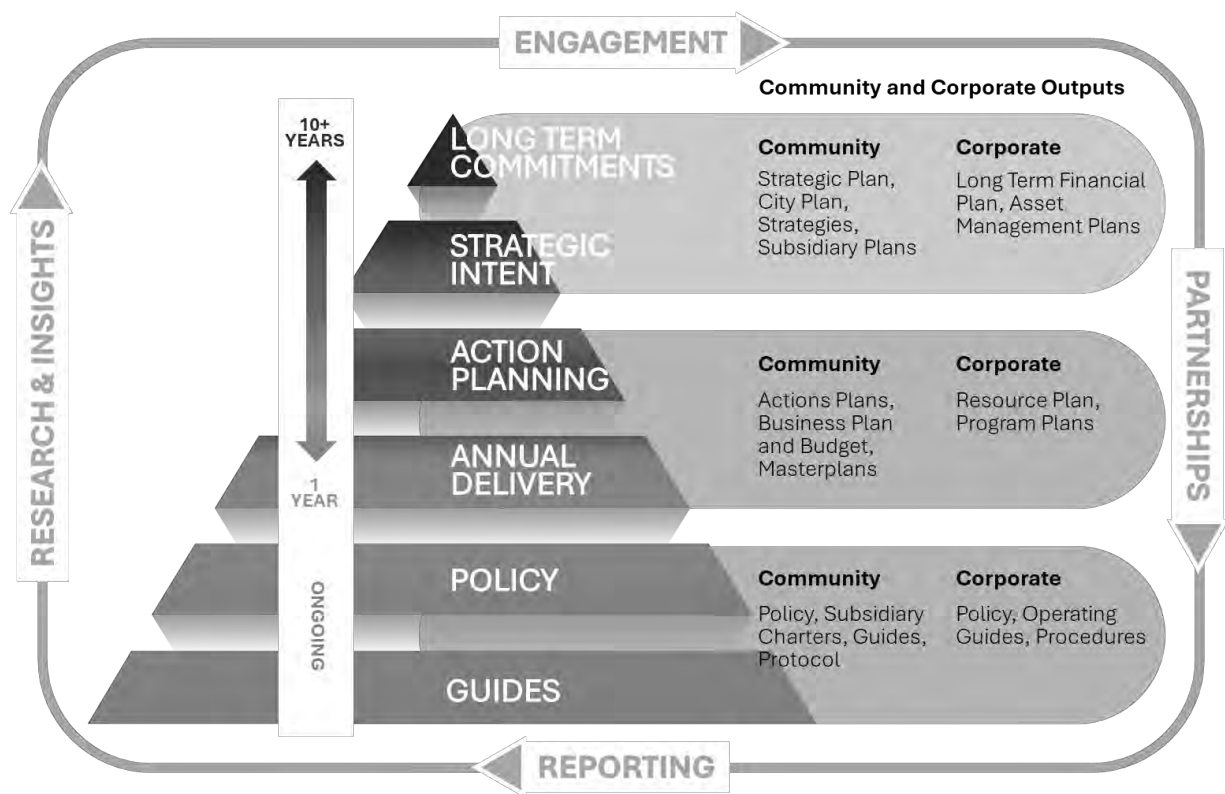 ENGAGEMENT
Community and Corporate Outputs
10+
YEARS
LONG TERM
COMMITMENTS
Community
Strategic Plan,
City Plan,
Strategies,
Subsidiary Plans
Corporate
Long Term Financial
Plan, Asset
Management Plans
STRATEGIC
INTENT
ACTION
PLANNING
Community
Actions Plans,
Business Plan
and Budget,
Masterplans
Corporate
Resource Plan,
Program Plans
ANNUAL
DELIVERY
1
YEAR
POLICY
Community
Policy, Subsidiary
Charters, Guides,
Protocol
Corporate
Policy, Operating
Guides, Procedures
ONGOING
GUIDES
RESEARCH & INSIGHTS
PARTNERSHIPS
REPORTING